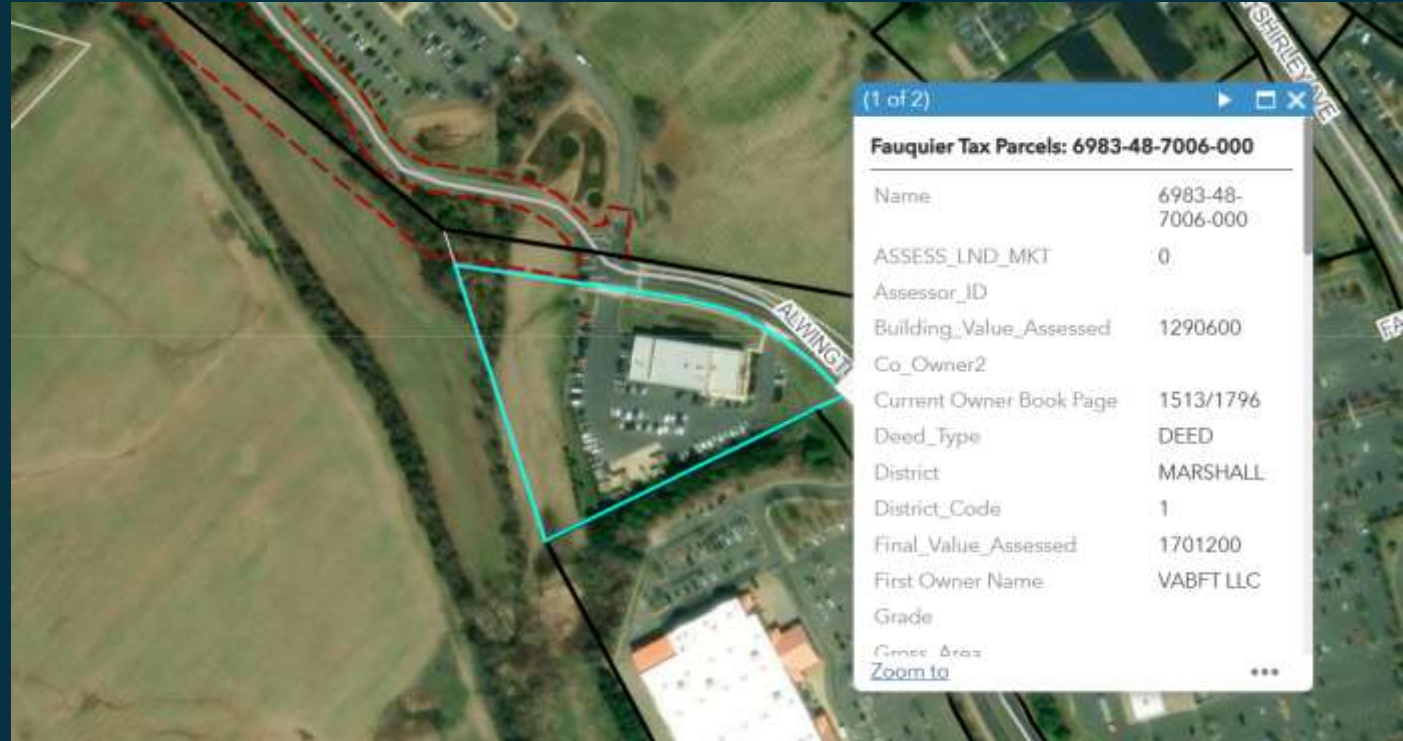 SHIRLEY AVE
(1 of 2)
Fauquier Tax Parcels: 6983-48-7006-000
Name 6983-48-
7006-000
ASSESS_LND_MKT 0
Assessor_ID
Building_Value_Assessed 1290600
Co_Owner2
Current Owner Book Page 1513/1796
Deed_Type DEED
District MARSHALL
District_Code 1
Final_Value_Assessed 1701200
First Owner Name VABFT LLC
Grade
Gross_Area
Zoom to
ALWINGT
EA